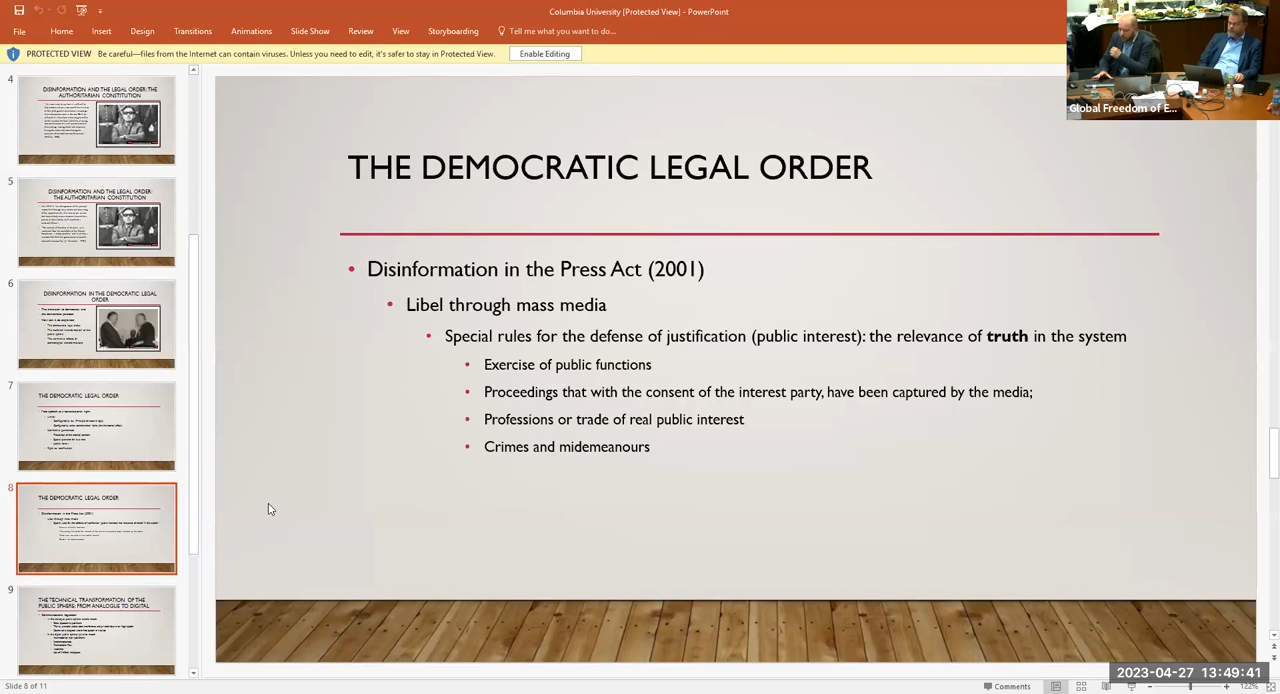 Columbia University [Protected View] - PowerPoint
File Home Insert Design Transitions Animations Slide Show Review View Storyboarding Tell me what you want to do...
PROTECTED VIEW Be careful—files from the Internet can contain viruses. Unless you need to edit, it's safer to stay in Protected View. Enable Editing
Global Freedom of E...
4
DISINFORMATION AND THE LEGAL ORDER: THE
AUTHORITARIAN CONSTITUTION
5
DISINFORMATION AND THE LEGAL ORDER:
THE AUTHORITARIAN CONSTITUTION
6
DISINFORMATION IN THE DEMOCRATIC LEGAL
ORDER
7
THE DEMOCRATIC LEGAL ORDER
8
THE DEMOCRATIC LEGAL ORDER
9
THE TECHNICAL TRANSFORMATION OF THE
PUBLIC SPHERE: FROM ANALOGUE TO DIGITAL
THE DEMOCRATIC LEGAL ORDER
• Disinformation in the Press Act (2001)
• Libel through mass media
• Special rules for the defense of justification (public interest): the relevance of truth in the system
• Exercise of public functions
• Proceedings that with the consent of the interest party, have been captured by the media;
• Professions or trade of real public interest
• Crimes and midemeanours
2023-04-27 13:49:41
Slide 8 of 11
Comments
122%